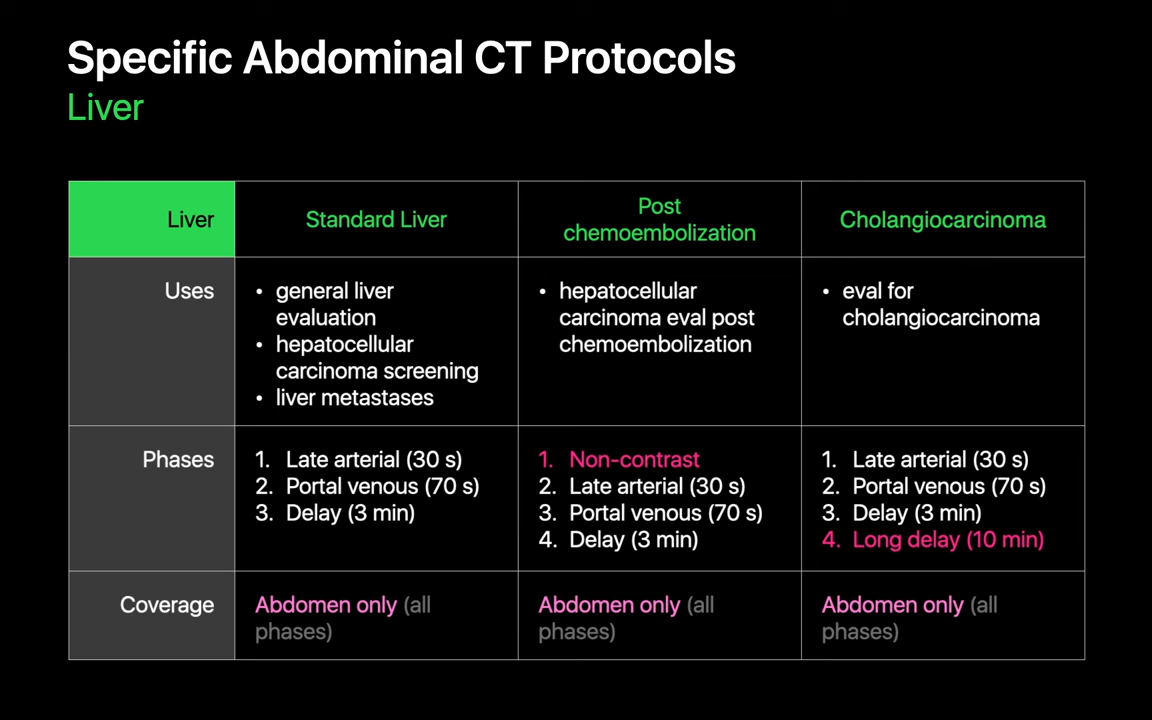 Specific Abdominal CT Protocols
Liver
Liver
Standard Liver
Post
chemoembolization
Cholangiocarcinoma
Uses
• general liver
evaluation
• hepatocellular
carcinoma screening
• liver metastases
• hepatocellular
carcinoma eval post
chemoembolization
• eval for
cholangiocarcinoma
Phases
1. Late arterial (30 s)
2. Portal venous (70 s)
3. Delay (3 min)
1. Non-contrast
2. Late arterial (30 s)
3. Portal venous (70 s)
4. Delay (3 min)
1. Late arterial (30 s)
2. Portal venous (70 s)
3. Delay (3 min)
4. Long delay (10 min)
Coverage
Abdomen only (all
phases)
Abdomen only (all
phases)
Abdomen only (all
phases)